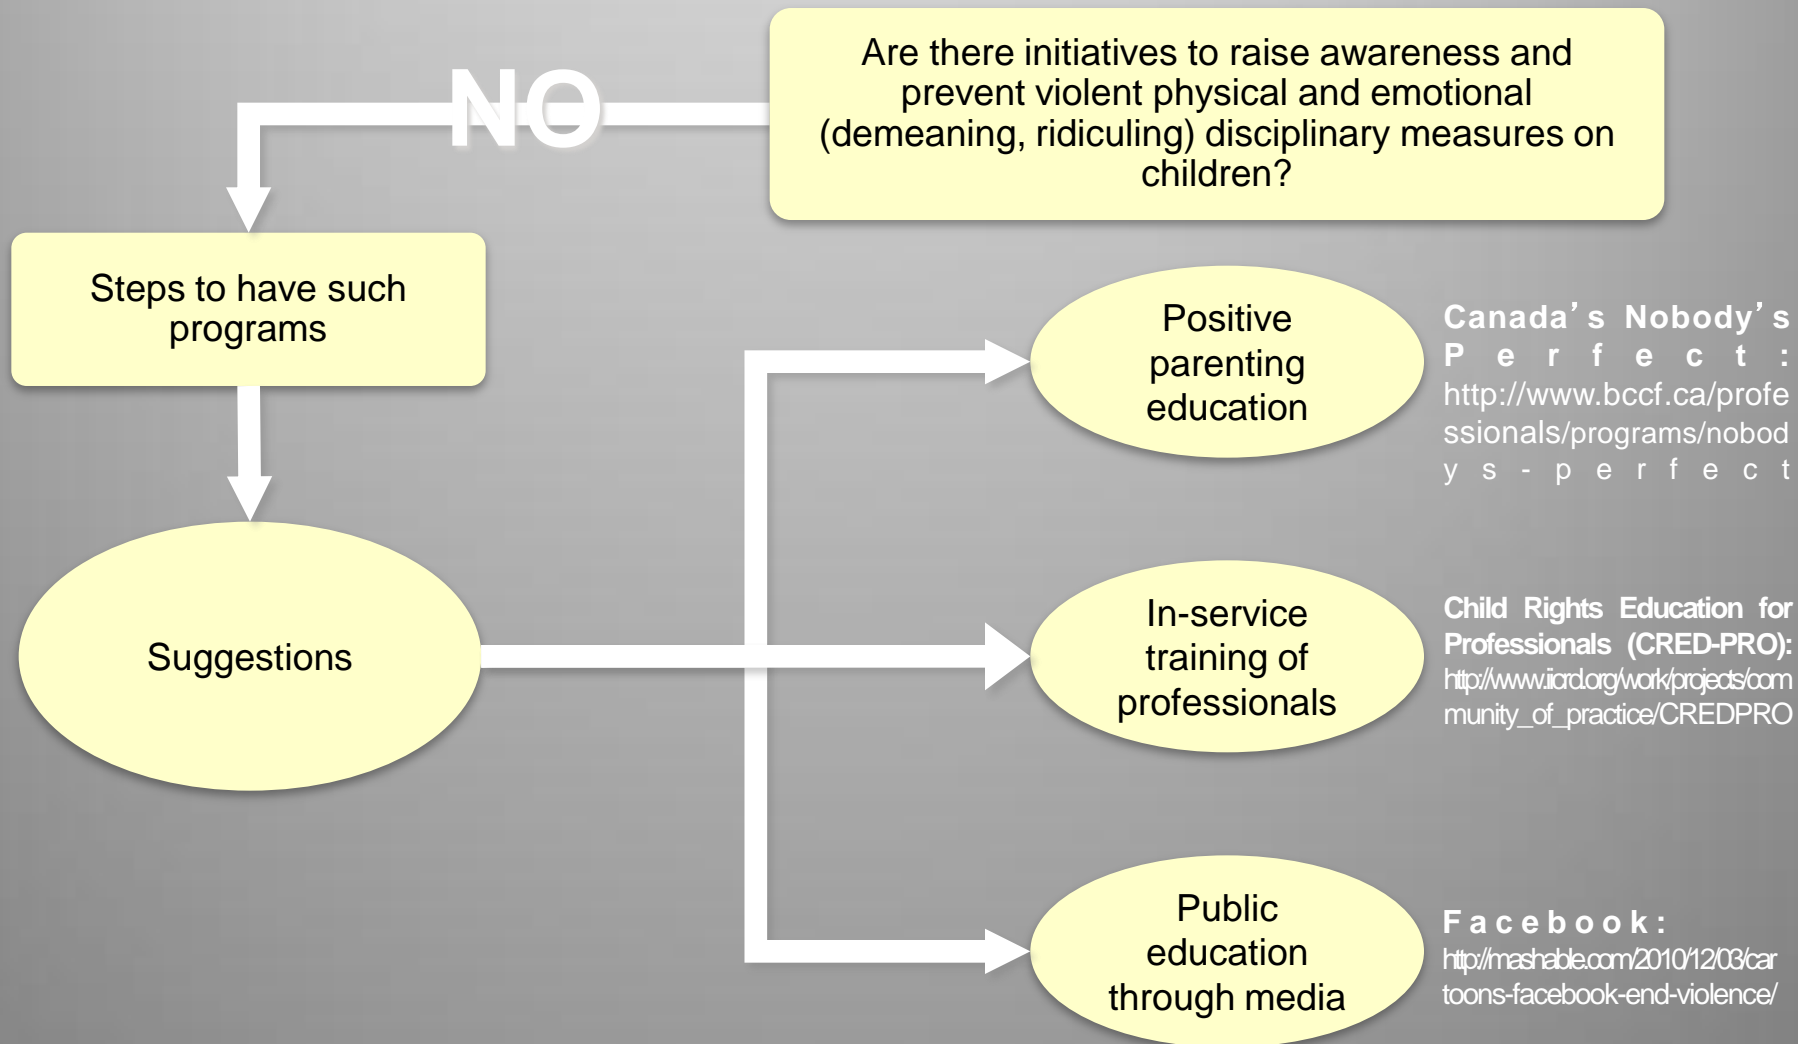 Are there initiatives to raise awareness and
prevent violent physical and emotional
(demeaning, ridiculing) disciplinary measures on
children?
NO
Steps to have such
programs
Suggestions
Positive
parenting
education
Canada’s Nobody’s
Perfect:
http://www.bccf.ca/profe
ssionals/programs/nobod
ys-perfect
In-service
training of
professionals
Child Rights Education for
Professionals (CRED-PRO):
http://www.iicrd.org/work/projects/com
munity_of_practice/CREDPRO
Public
education
through media
Facebook:
http://mashable.com/2010/12/03/car
toons-facebook-end-violence/